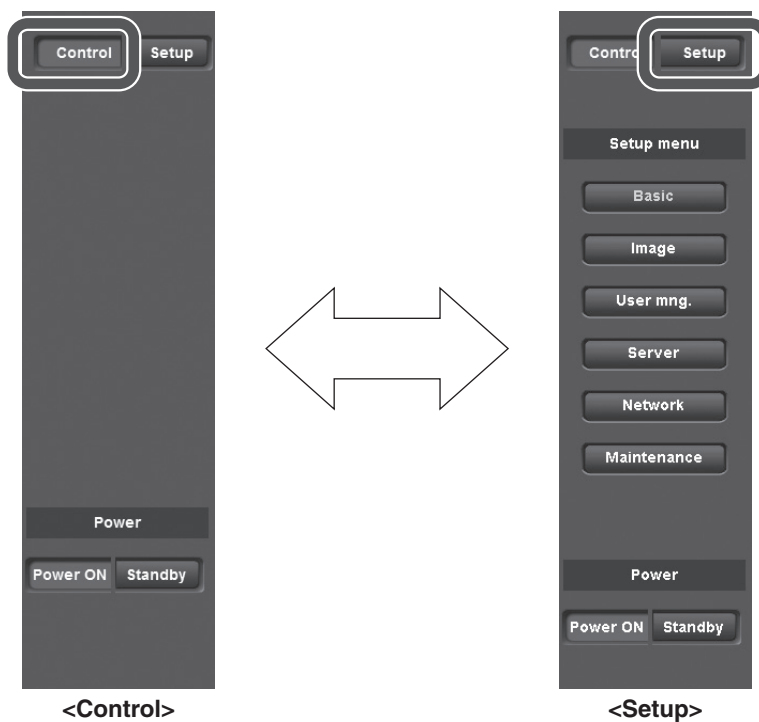 Control Setup
Power
Power ON Standby
<Control>
Contro Setup
Setup menu
Basic
Image
User mng.
Server
Network
Maintenance
Power
Power ON Standby
<Setup>